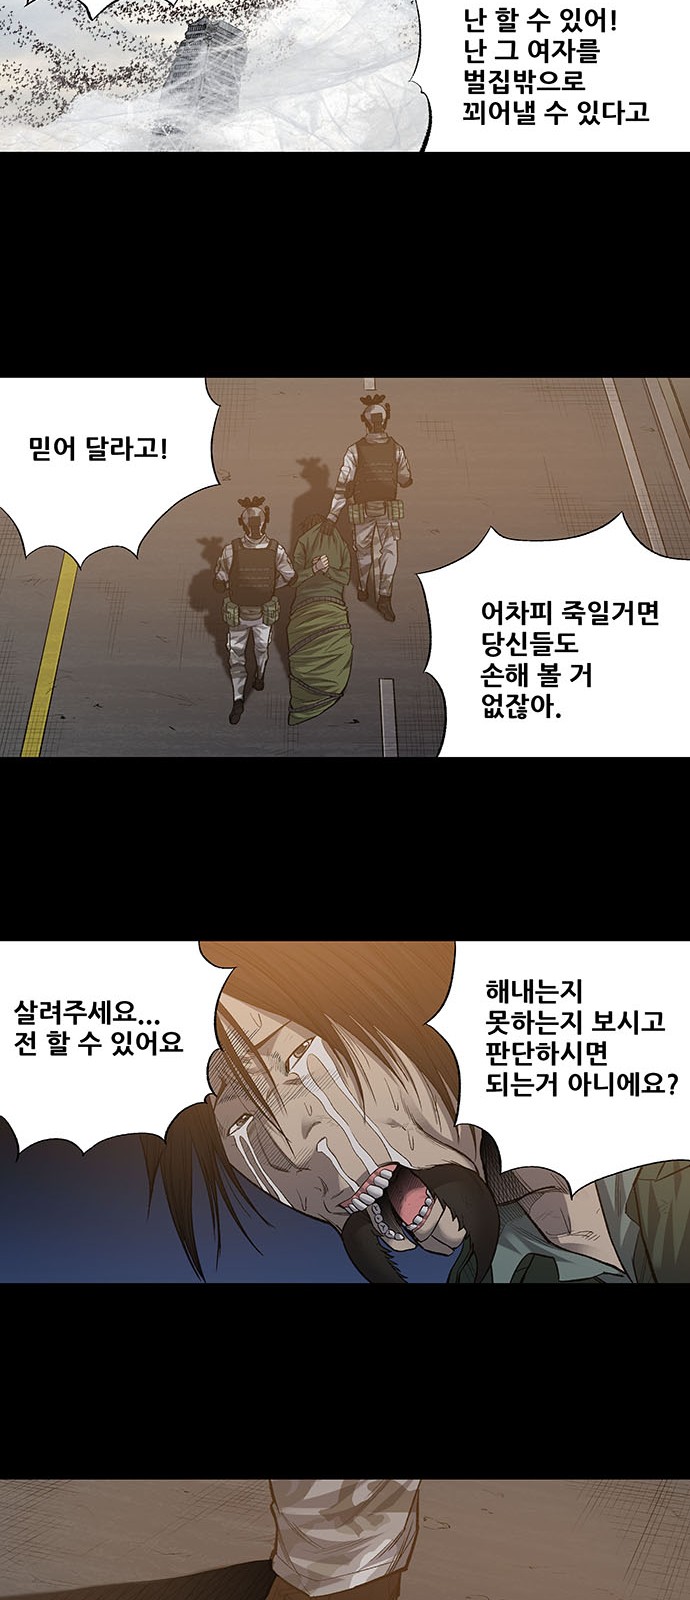 난 할 수 있어!
난 그 여자를
벌집밖으로
꾀어낼 수 있다고
믿어 달라고!
어차피 죽일거면
당신들도
손해 볼 거
없잖아.
살려주세요...
전 할 수 있어요
해내는지
못하는지 보시고
판단하시면
되는거 아니에요?